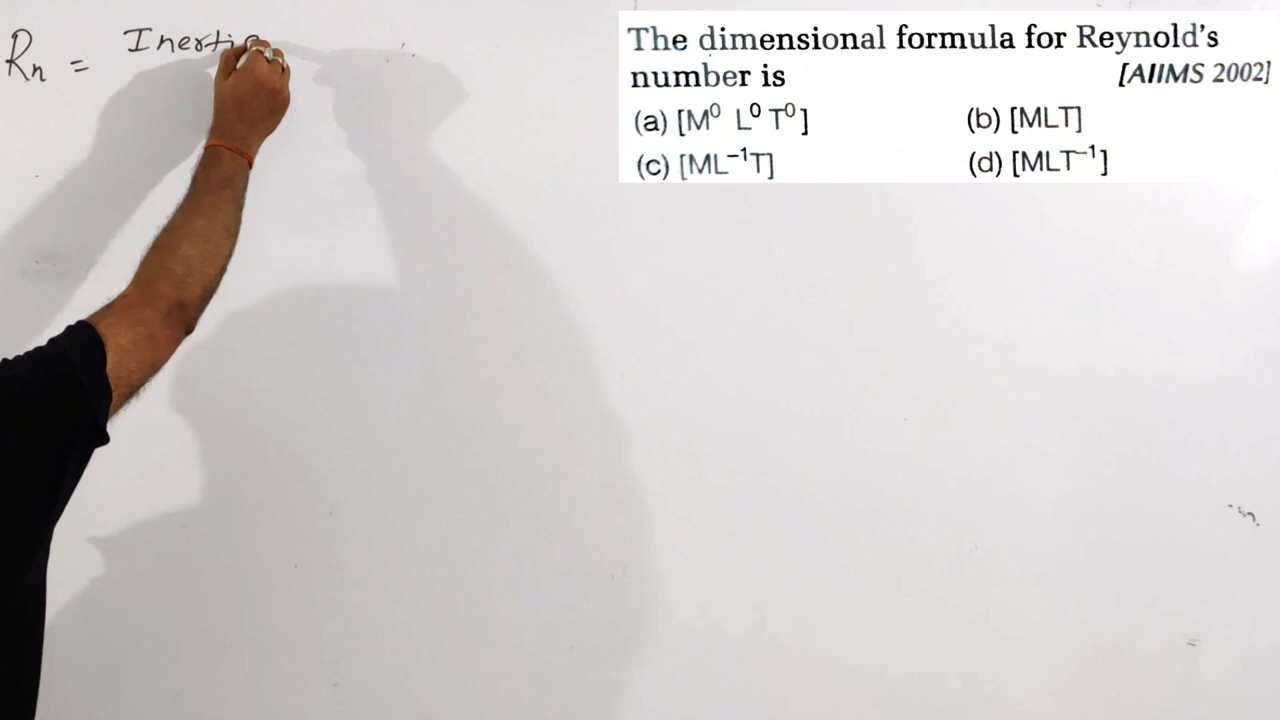 Rn = Inertia
The dimensional formula for Reynold's
number is [AIIMS 2002]
(a) [M⁰ L⁰ T⁰] (b) [MLT]
(c) [ML⁻¹T] (d) [MLT⁻¹]